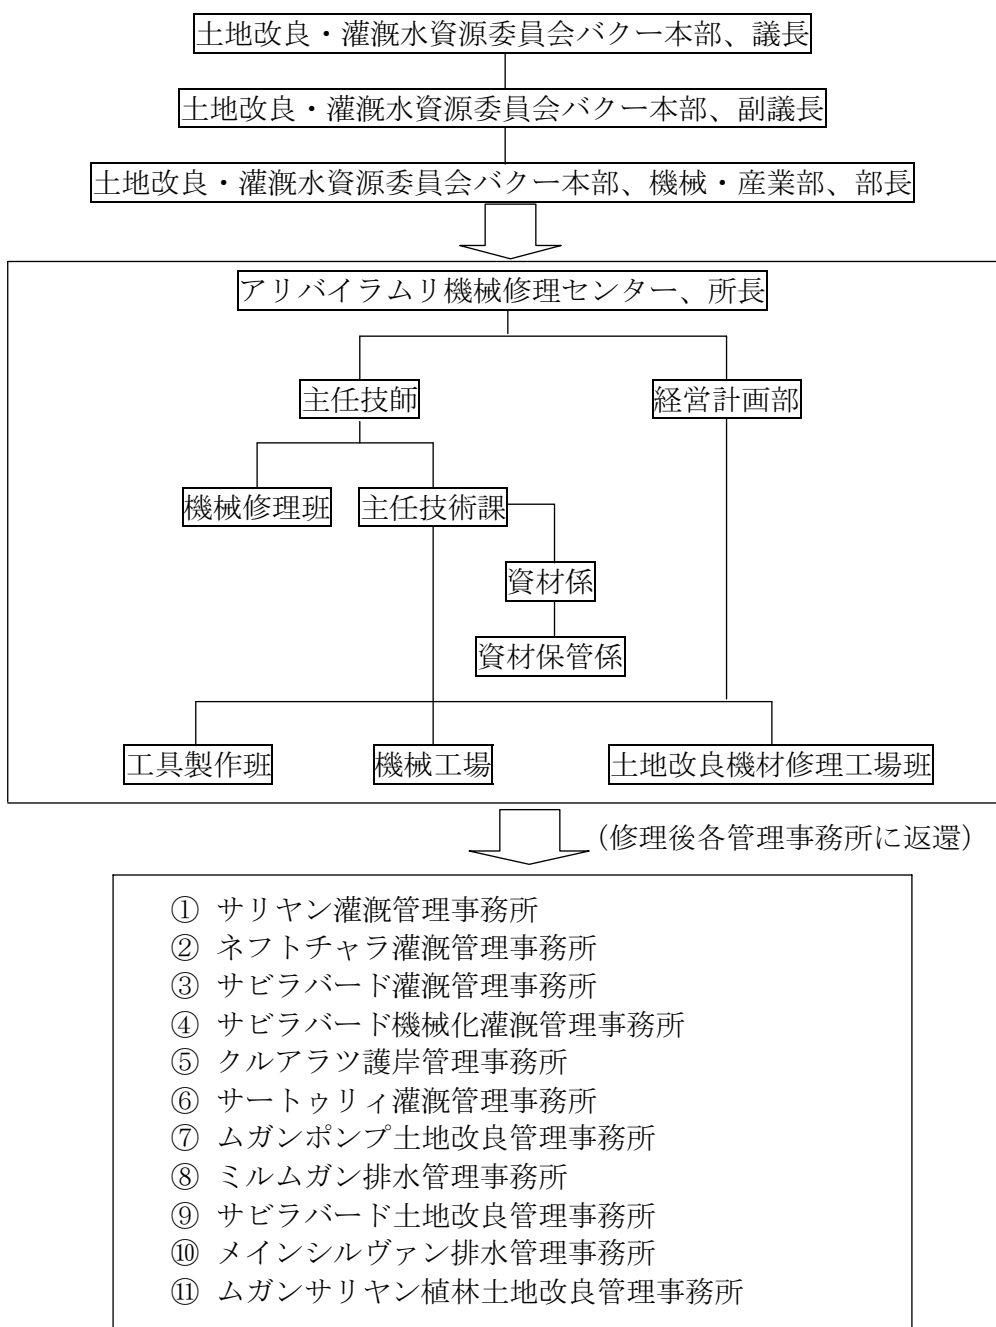 土地改良・灌漑水資源委員会バクー本部、議長
土地改良・灌漑水資源委員会バクー本部、副議長
土地改良・灌漑水資源委員会バクー本部、機械・産業部、部長
アリバイラムリ機械修理センター、所長
主任技師
経営計画部
機械修理班
主任技術課
資材係
資材保管係
工具製作班
機械工場
土地改良機材修理工場班
(修理後各管理事務所に返還)
① サリヤン灌漑管理事務所
② ネフトチャラ灌漑管理事務所
③ サビラバード灌漑管理事務所
④ サビラバード機械化灌漑管理事務所
⑤ クルアラツ護岸管理事務所
⑥ サートゥリィ灌漑管理事務所
⑦ ムガンポンプ土地改良管理事務所
⑧ ミルムガン排水管理事務所
⑨ サビラバード土地改良管理事務所
⑩ メインシルヴァン排水管理事務所
⑪ ムガンサリヤン植林土地改良管理事務所